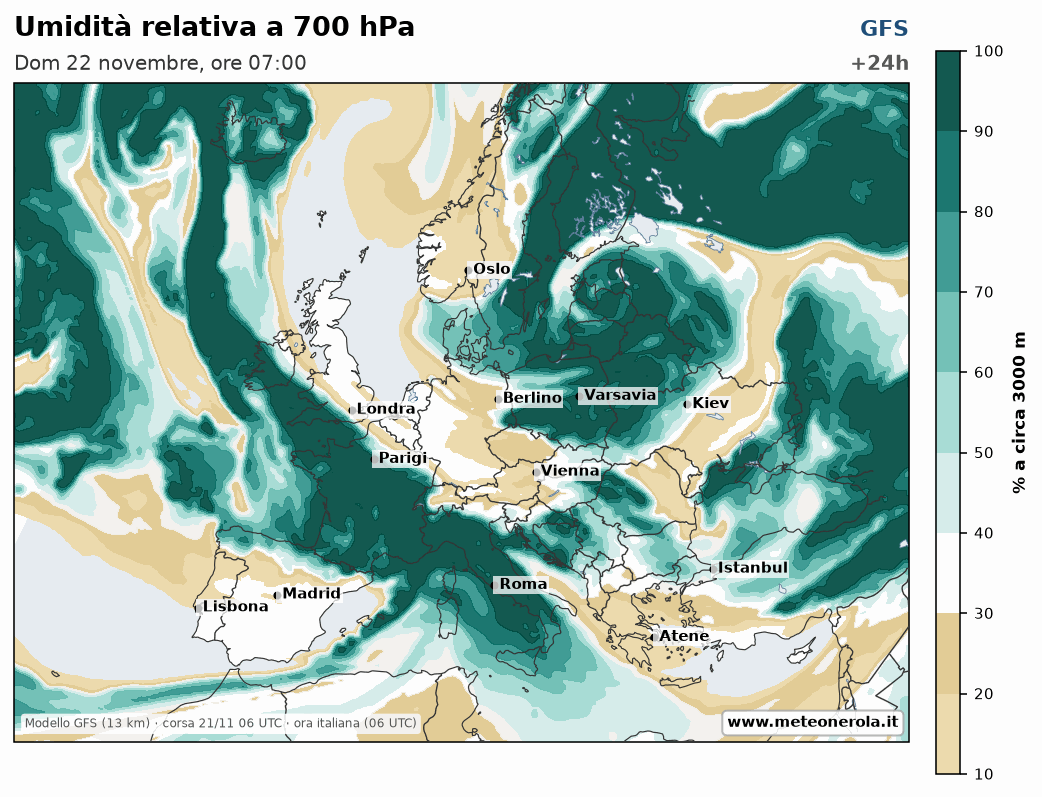 Umidità relativa a 700 hPa
GFS
Dom 22 novembre, ore 07:00
+24h
100
90
80
70
60
50
40
30
20
10
% a circa 3000 m
Oslo
Berlino
Varsavia
Kiev
Londra
Parigi
Vienna
Istanbul
Roma
Madrid
Lisbona
Atene
Modello GFS (13 km) · corsa 21/11 06 UTC · ora italiana (06 UTC)
www.meteonerola.it